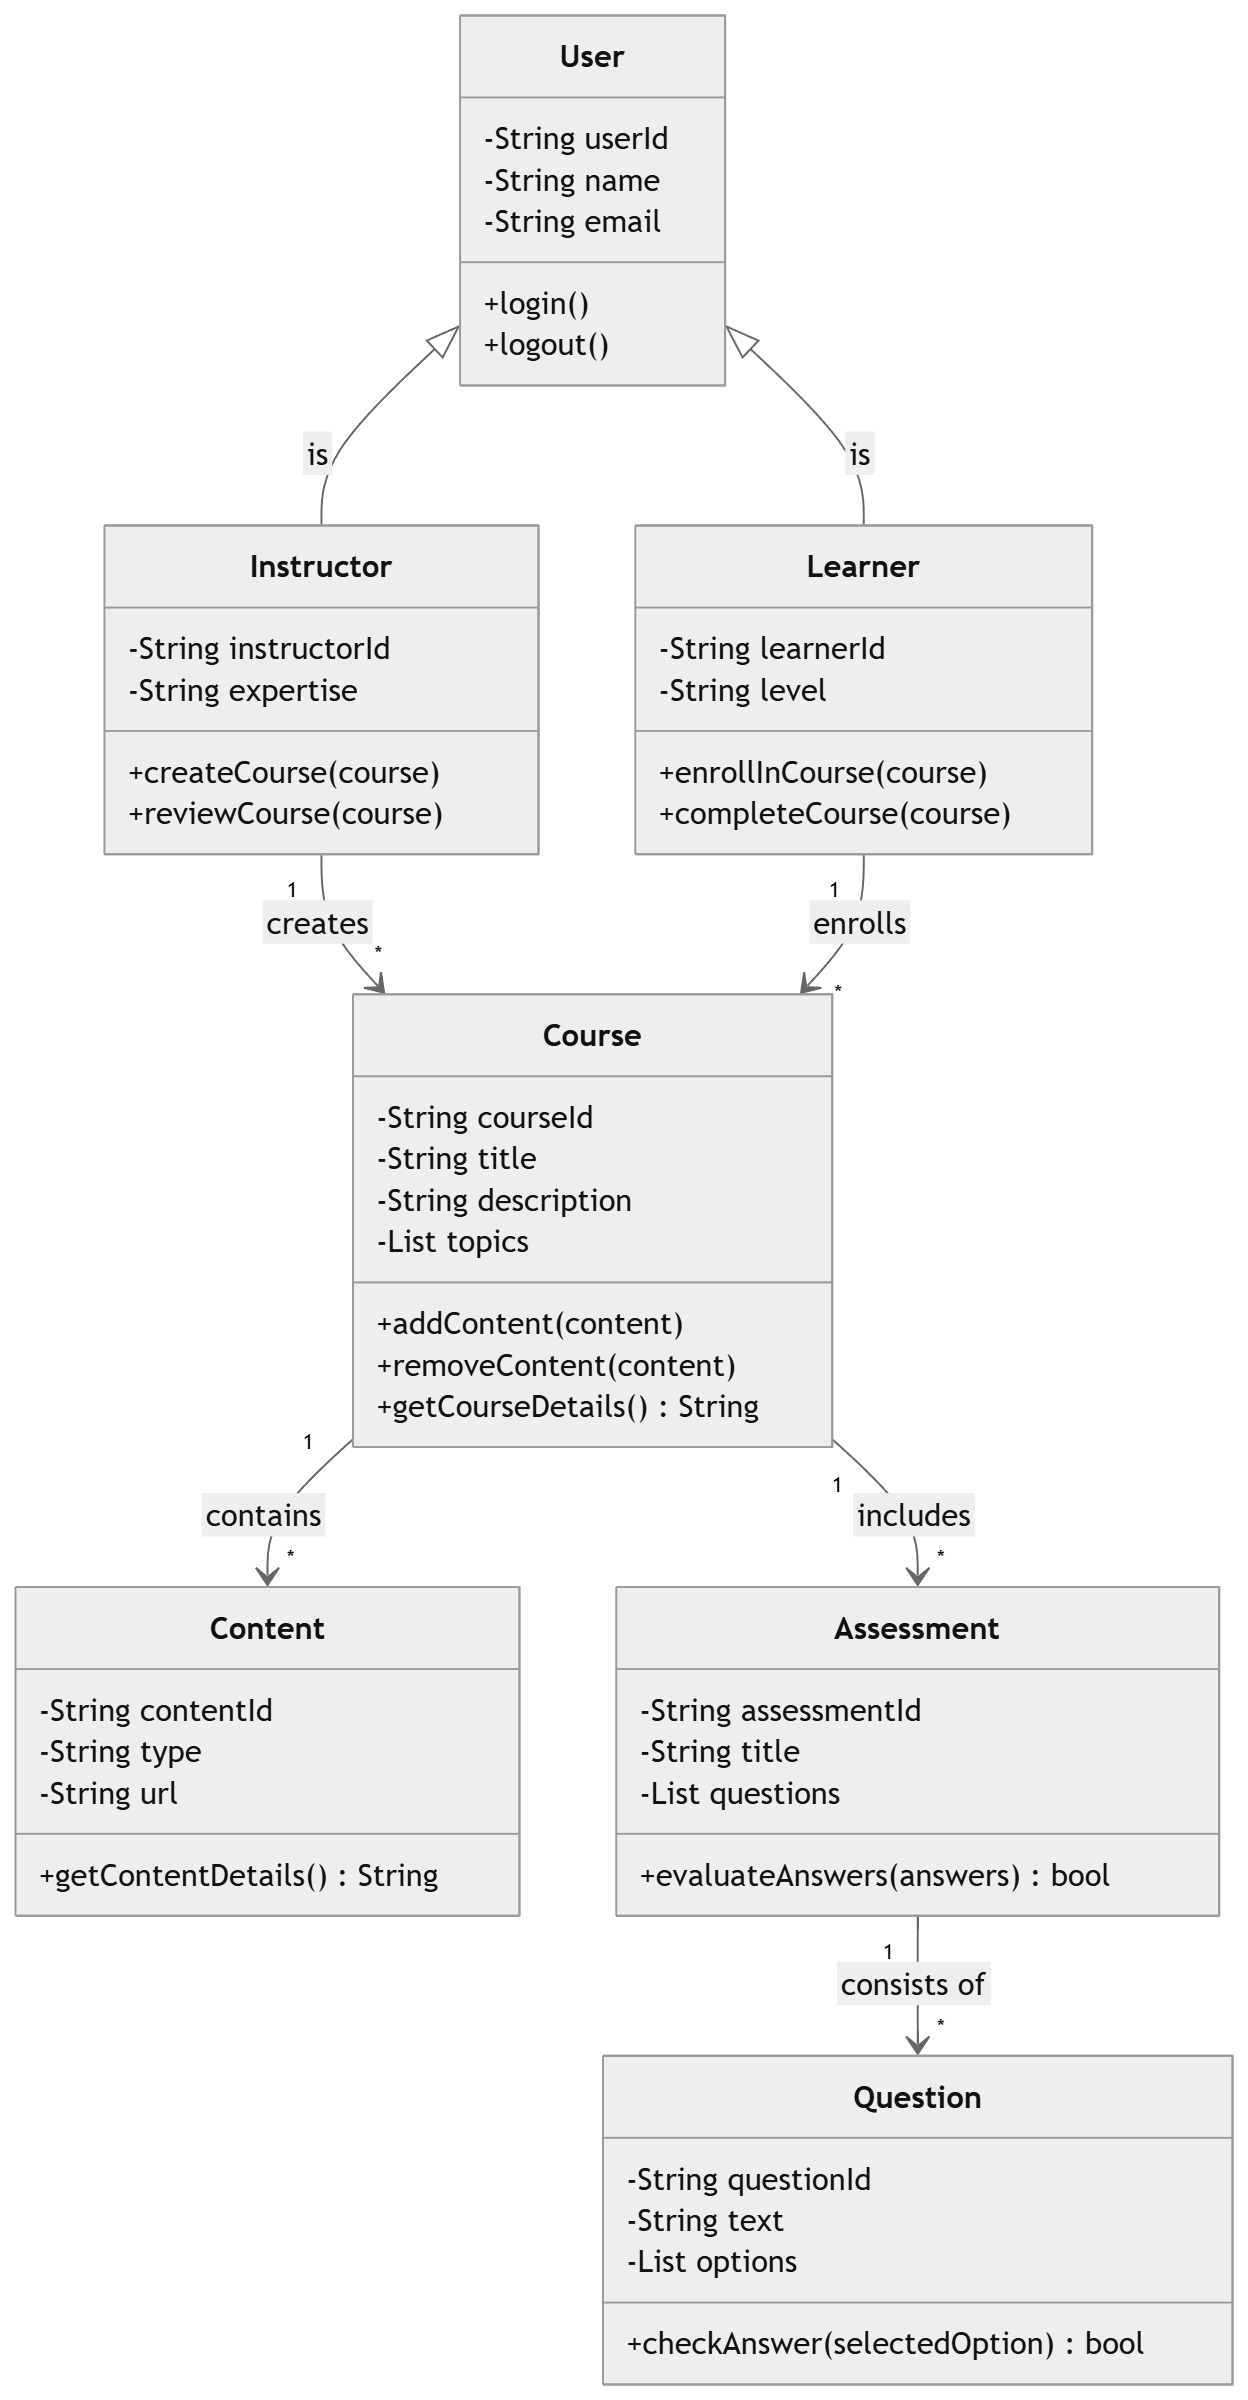 User
-String userId
-String name
-String email
+login()
+logout()
is
is
Instructor
-String instructorId
-String expertise
+createCourse(course)
+reviewCourse(course)
Learner
-String learnerId
-String level
+enrollInCourse(course)
+completeCourse(course)
1
creates
*
1
enrolls
*
Course
-String courseId
-String title
-String description
-List topics
+addContent(content)
+removeContent(content)
+getCourseDetails() : String
1
contains
*
1
includes
*
Content
-String contentId
-String type
-String url
+getContentDetails() : String
Assessment
-String assessmentId
-String title
-List questions
+evaluateAnswers(answers) : bool
1
consists of
*
Question
-String questionId
-String text
-List options
+checkAnswer(selectedOption) : bool